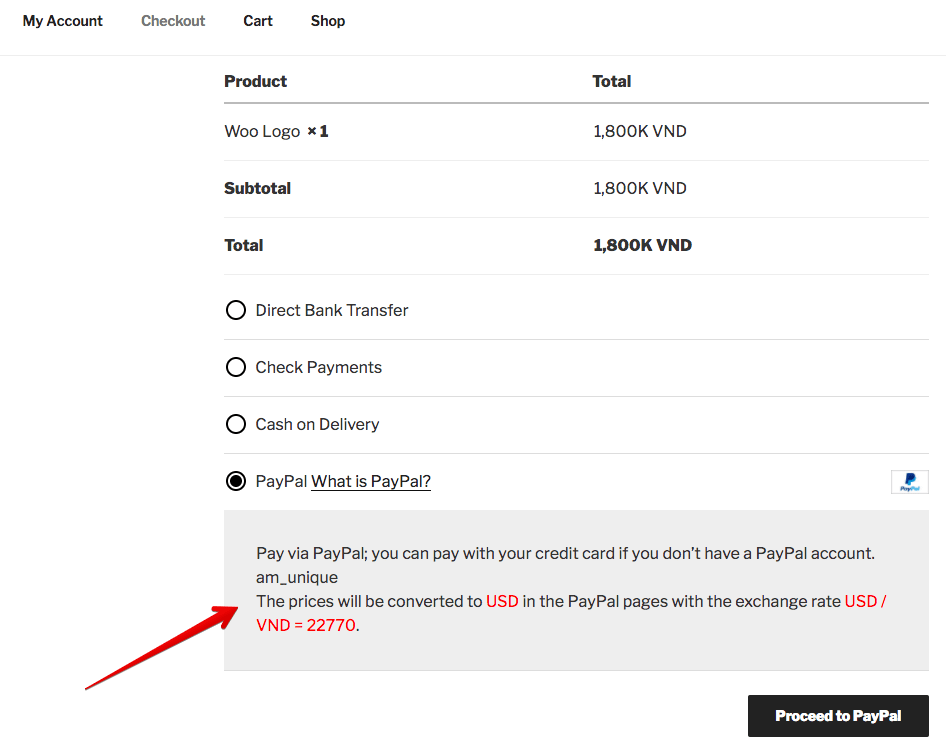 My Account Checkout Cart Shop
Product Total
Woo Logo × 1 1,800K VND
Subtotal 1,800K VND
Total 1,800K VND
Direct Bank Transfer
Check Payments
Cash on Delivery
PayPal What is PayPal? PayPal
Pay via PayPal; you can pay with your credit card if you don’t have a PayPal account.
am_unique
The prices will be converted to USD in the PayPal pages with the exchange rate USD /
VND = 22770.
Proceed to PayPal